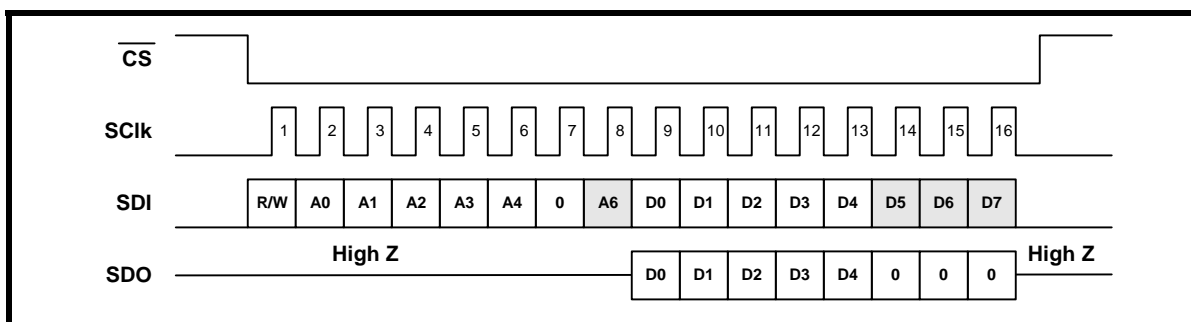 CS
SClk 1 2 3 4 5 6 7 8 9 10 11 12 13 14 15 16
SDI R/W A0 A1 A2 A3 A4 0 A6 D0 D1 D2 D3 D4 D5 D6 D7
High Z High Z
SDO D0 D1 D2 D3 D4 0 0 0